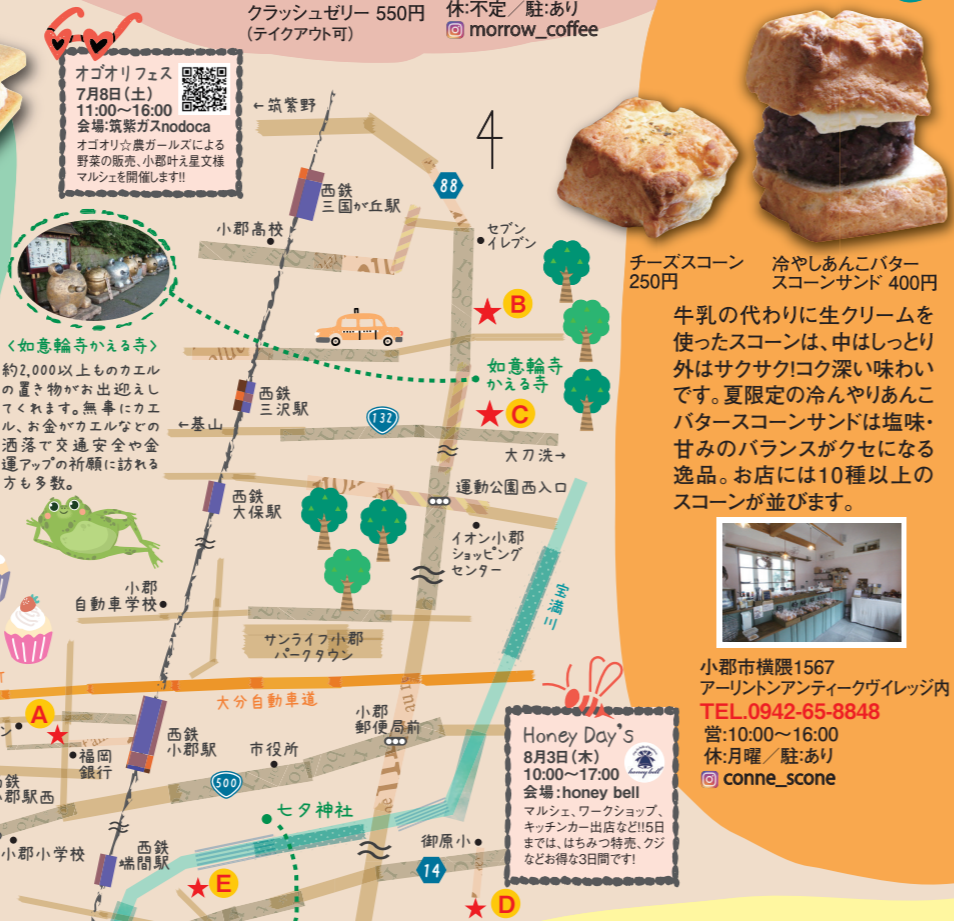 クラッシュゼリー 550円
(テイクアウト可)
休:不定／駐:あり
morrow_coffee
オゴオリフェス
7月8日(土)
11:00〜16:00
会場:筑紫ガスnodoca
オゴオリ☆農ガールズによる
野菜の販売、小郡叶え星文様
マルシェを開催します!!
←筑紫野
4
88
西鉄
三国が丘駅
小郡高校
セブン
イレブン
B
〈如意輪寺かえる寺〉
約2,000以上ものカエル
の置き物がお出迎えし
てくれます。無事にカエ
ル、お金がカエルなどの
洒落で交通安全や金
運アップの祈願に訪れる
方も多数。
如意輪寺
かえる寺
C
西鉄
三沢駅
132
←基山
大刀洗→
西鉄
大保駅
運動公園西入口
イオン小郡
ショッピング
センター
宝満川
小郡
自動車学校
サンライフ小郡
パークタウン
大分自動車道
A
ン
福岡
銀行
西鉄
小郡駅
市役所
小郡
郵便局前
500
郡駅西
小郡小学校
七夕神社
西鉄
端間駅
E
御原小
14
D
Honey Day's
8月3日(木)
10:00〜17:00
会場:honey bell
honey bell
マルシェ、ワークショップ、
キッチンカー出店など!!5日
までは、はちみつ特売、クジ
などお得な3日間です!
チーズスコーン
250円
冷やしあんこバター
スコーンサンド 400円
牛乳の代わりに生クリームを
使ったスコーンは、中はしっとり
外はサクサク!コク深い味わい
です。夏限定の冷んやりあんこ
バタースコーンサンドは塩味・
甘みのバランスがクセになる
逸品。お店には10種以上の
スコーンが並びます。
小郡市横隈1567
アーリントンアンティークヴイレッジ内
TEL.0942-65-8848
営:10:00〜16:00
休:月曜／駐:あり
conne_scone